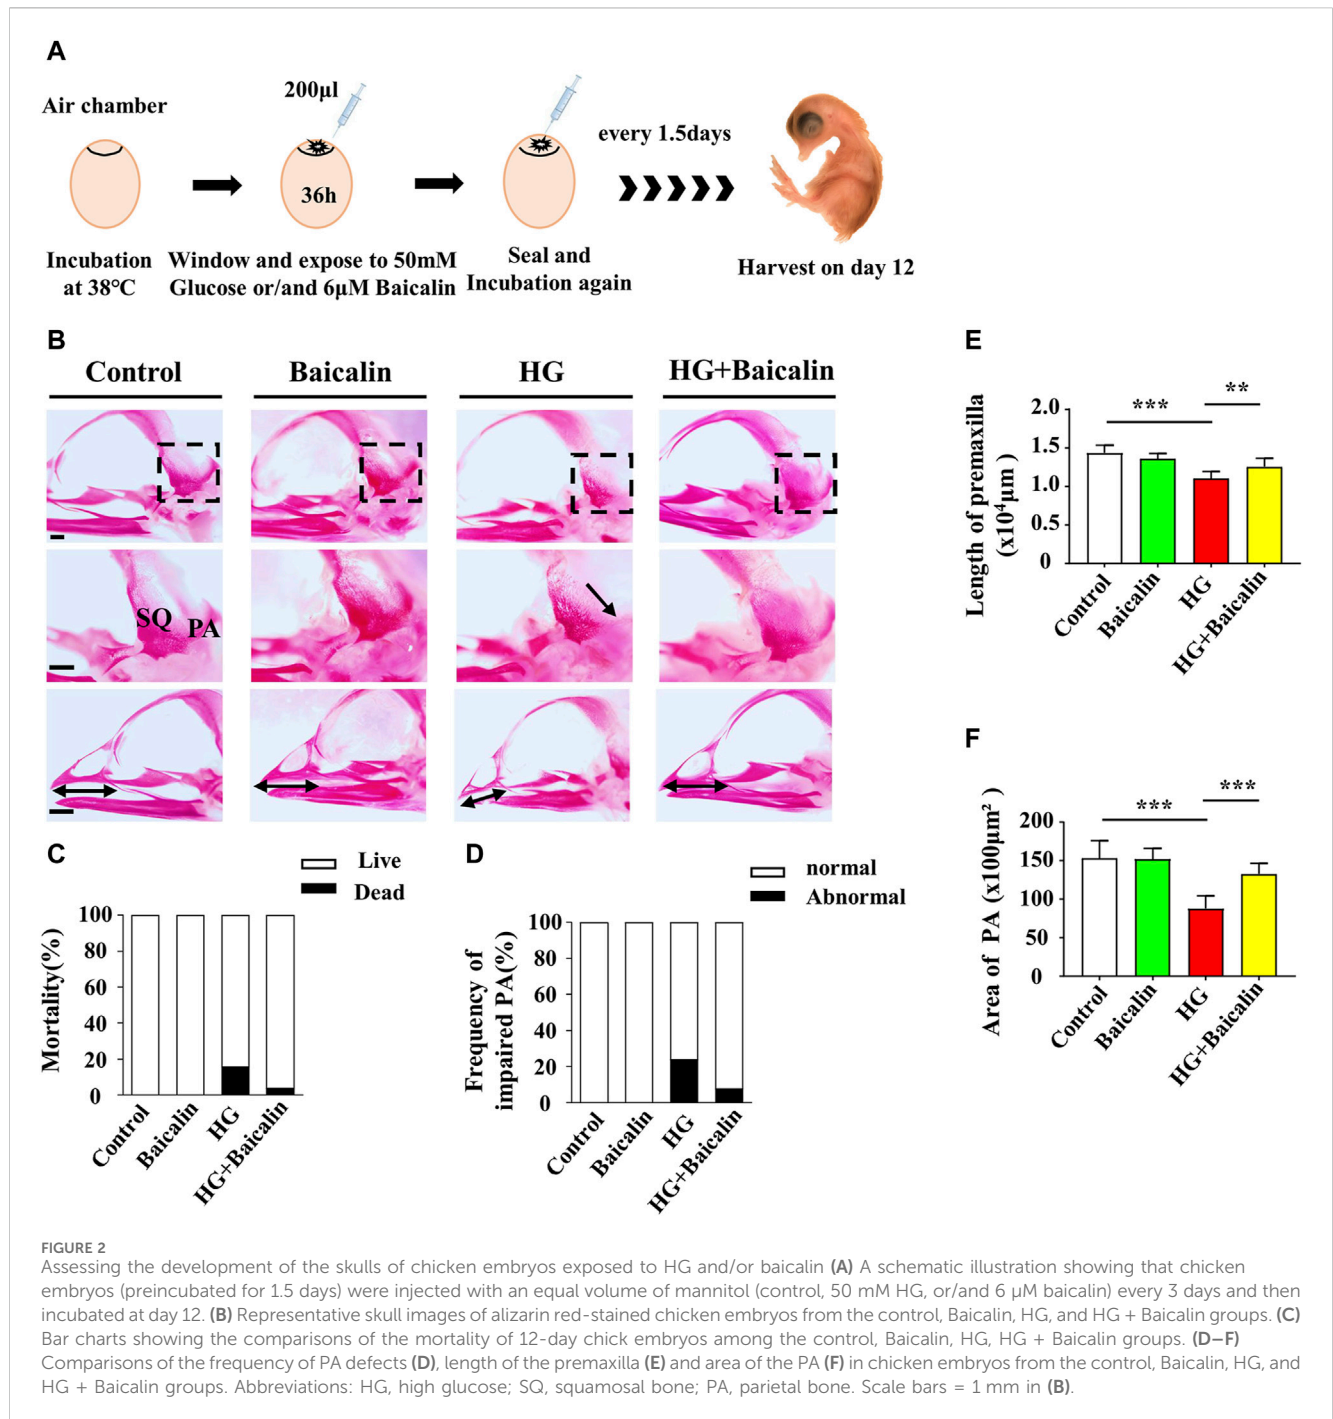 A
Air chamber
200µl
36h
every 1.5days
Incubation
at 38°C
Window and expose to 50mM
Glucose or/and 6µM Baicalin
Seal and
Incubation again
Harvest on day 12
B
Control
Baicalin
HG
HG+Baicalin
SQ
PA
C
Live
Dead
Mortality(%)
100
80
60
40
20
0
Control
Baicalin
HG
HG+Baicalin
D
normal
Abnormal
Frequency of
impaired PA(%)
100
80
60
40
20
0
Control
Baicalin
HG
HG+Baicalin
E
Length of premaxilla
(x10⁴µm)
2.0
1.5
1.0
0.5
0
***
**
Control
Baicalin
HG
HG+Baicalin
F
Area of PA (x100µm²)
200
150
100
50
0
***
***
Control
Baicalin
HG
HG+Baicalin
FIGURE 2
Assessing the development of the skulls of chicken embryos exposed to HG and/or baicalin (A) A schematic illustration showing that chicken
embryos (preincubated for 1.5 days) were injected with an equal volume of mannitol (control, 50 mM HG, or/and 6 µM baicalin) every 3 days and then
incubated at day 12. (B) Representative skull images of alizarin red-stained chicken embryos from the control, Baicalin, HG, and HG + Baicalin groups. (C)
Bar charts showing the comparisons of the mortality of 12-day chick embryos among the control, Baicalin, HG, HG + Baicalin groups. (D–F)
Comparisons of the frequency of PA defects (D), length of the premaxilla (E) and area of the PA (F) in chicken embryos from the control, Baicalin, HG, and
HG + Baicalin groups. Abbreviations: HG, high glucose; SQ, squamosal bone; PA, parietal bone. Scale bars = 1 mm in (B).